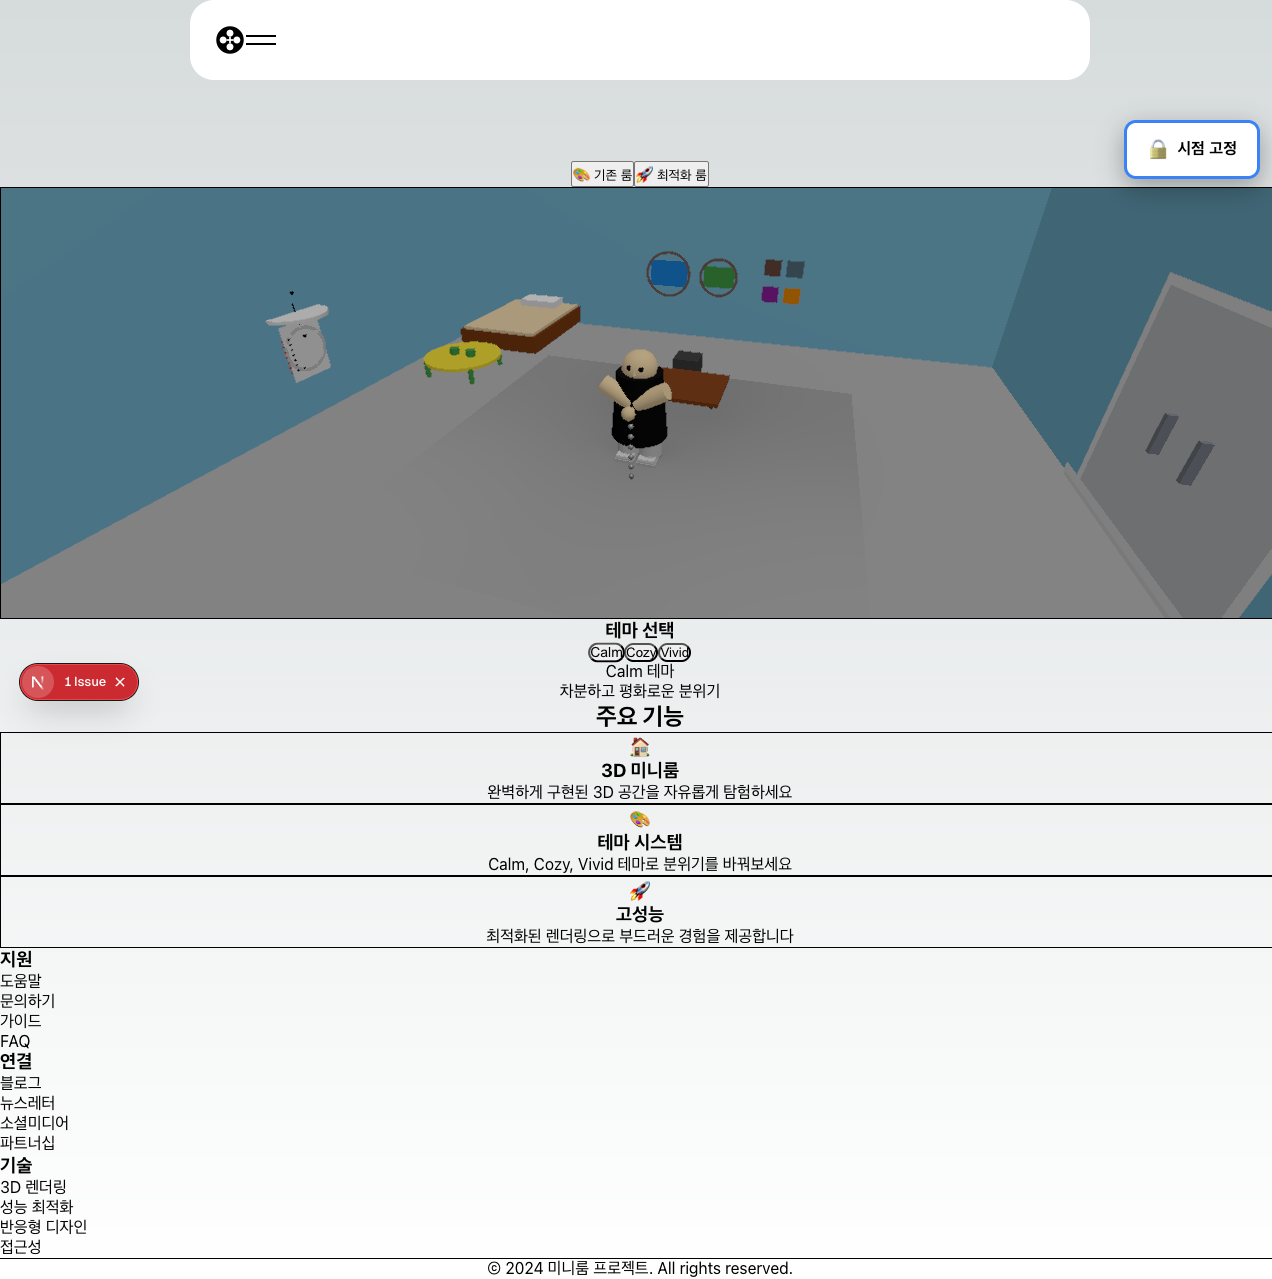 시점 고정
기존 룸
최적화 룸
테마 선택
Calm
Cozy
Vivid
Calm 테마
차분하고 평화로운 분위기
1 Issue
주요 기능
3D 미니룸
완벽하게 구현된 3D 공간을 자유롭게 탐험하세요
테마 시스템
Calm, Cozy, Vivid 테마로 분위기를 바꿔보세요
고성능
최적화된 렌더링으로 부드러운 경험을 제공합니다
지원
도움말
문의하기
가이드
FAQ
연결
블로그
뉴스레터
소셜미디어
파트너십
기술
3D 렌더링
성능 최적화
반응형 디자인
접근성
© 2024 미니룸 프로젝트. All rights reserved.